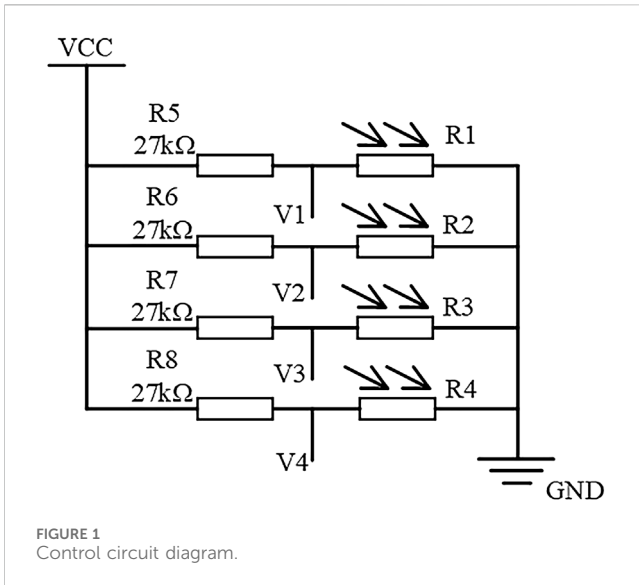 VCC
R5
27kΩ
R1
V1
R6
27kΩ
R2
V2
R7
27kΩ
R3
V3
R8
27kΩ
R4
V4
GND
FIGURE 1
Control circuit diagram.